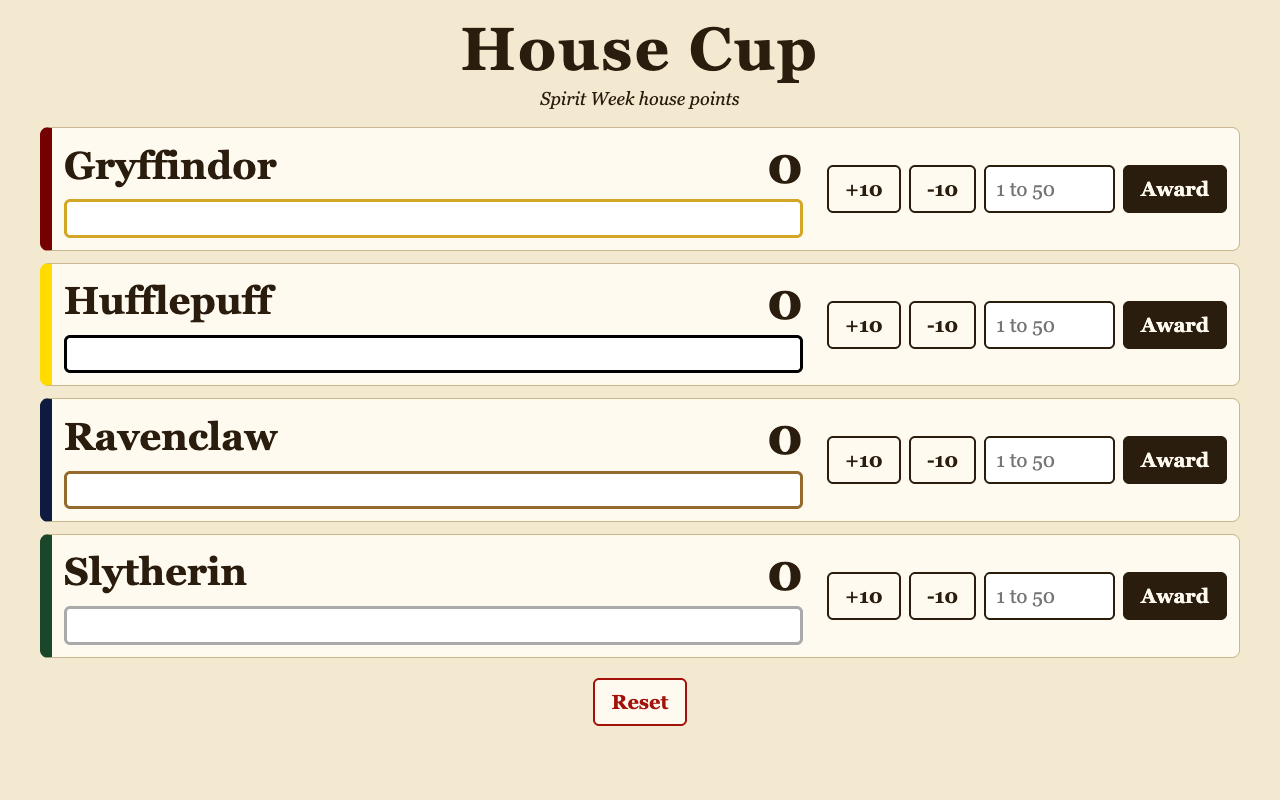 House Cup
Spirit Week house points
Gryffindor 0 +10 -10 1 to 50 Award
Hufflepuff 0 +10 -10 1 to 50 Award
Ravenclaw 0 +10 -10 1 to 50 Award
Slytherin 0 +10 -10 1 to 50 Award
Reset